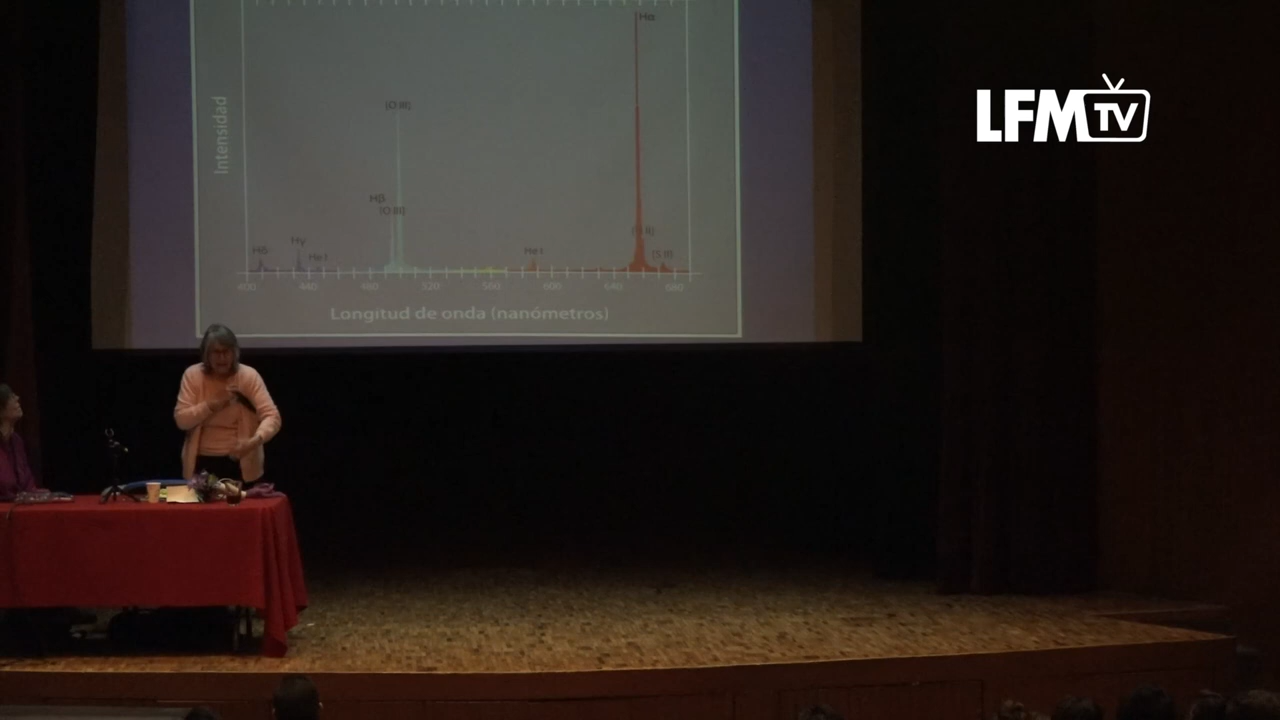 Hα
LFM TV
[O III]
Intensidad
Hβ
[O III]
Hγ
Hδ
He I
He I
[S II]
400 440 480 520 560 600 640 680
Longitud de onda (nanómetros)